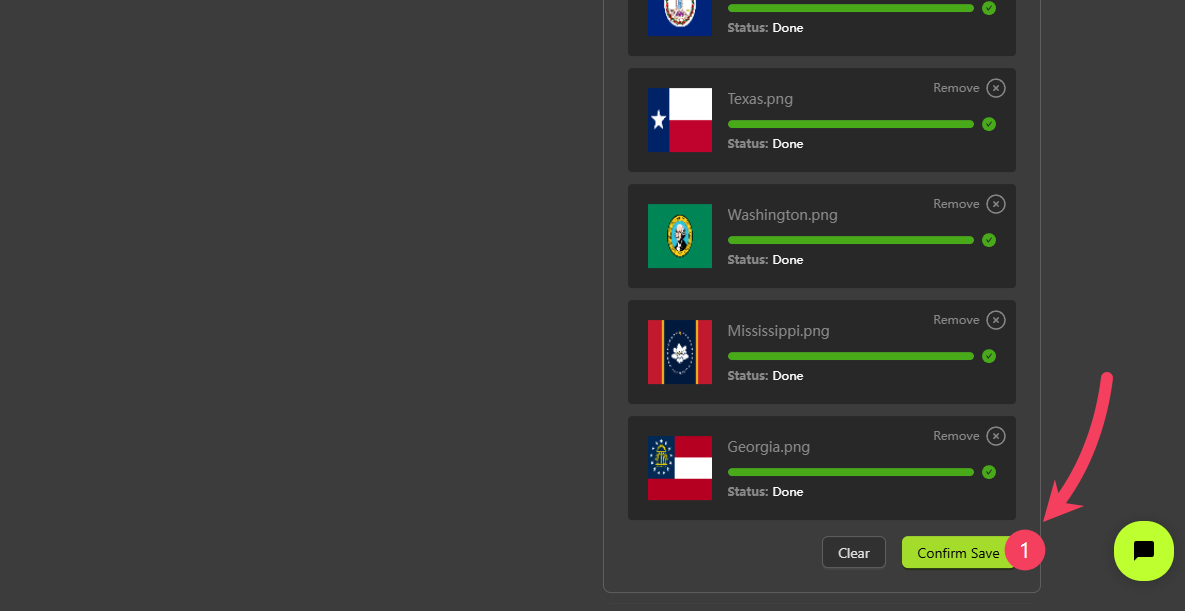 Status: Done
Remove
Texas.png
Status: Done
Remove
Washington.png
Status: Done
Remove
Mississippi.png
Status: Done
Remove
Georgia.png
Status: Done
Clear
Confirm Save
1